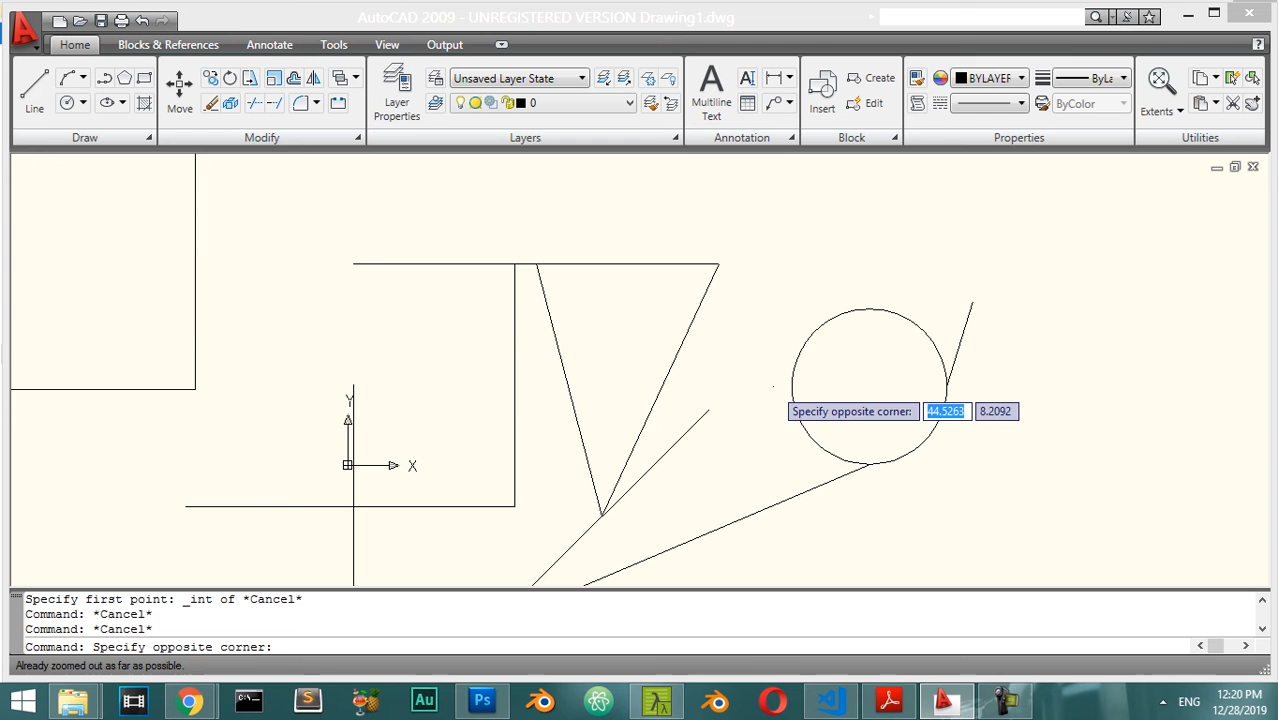 AutoCAD 2009 - UNREGISTERED VERSION Drawing1.dwg
Home Blocks & References Annotate Tools View Output
Line
Move
Layer
Properties
Unsaved Layer State
0
Multiline
Text
Insert
Create
Edit
BYLAYER
ByLa
ByColor
Extents
Draw Modify Layers Annotation Block Properties Utilities
Y
X
Specify opposite corner: 44.5263 8.2092
Specify first point: _int of *Cancel*
Command: *Cancel*
Command: *Cancel*
Command: Specify opposite corner:
Already zoomed out as far as possible.
Au
Ps
ENG
12:20 PM
12/28/2019